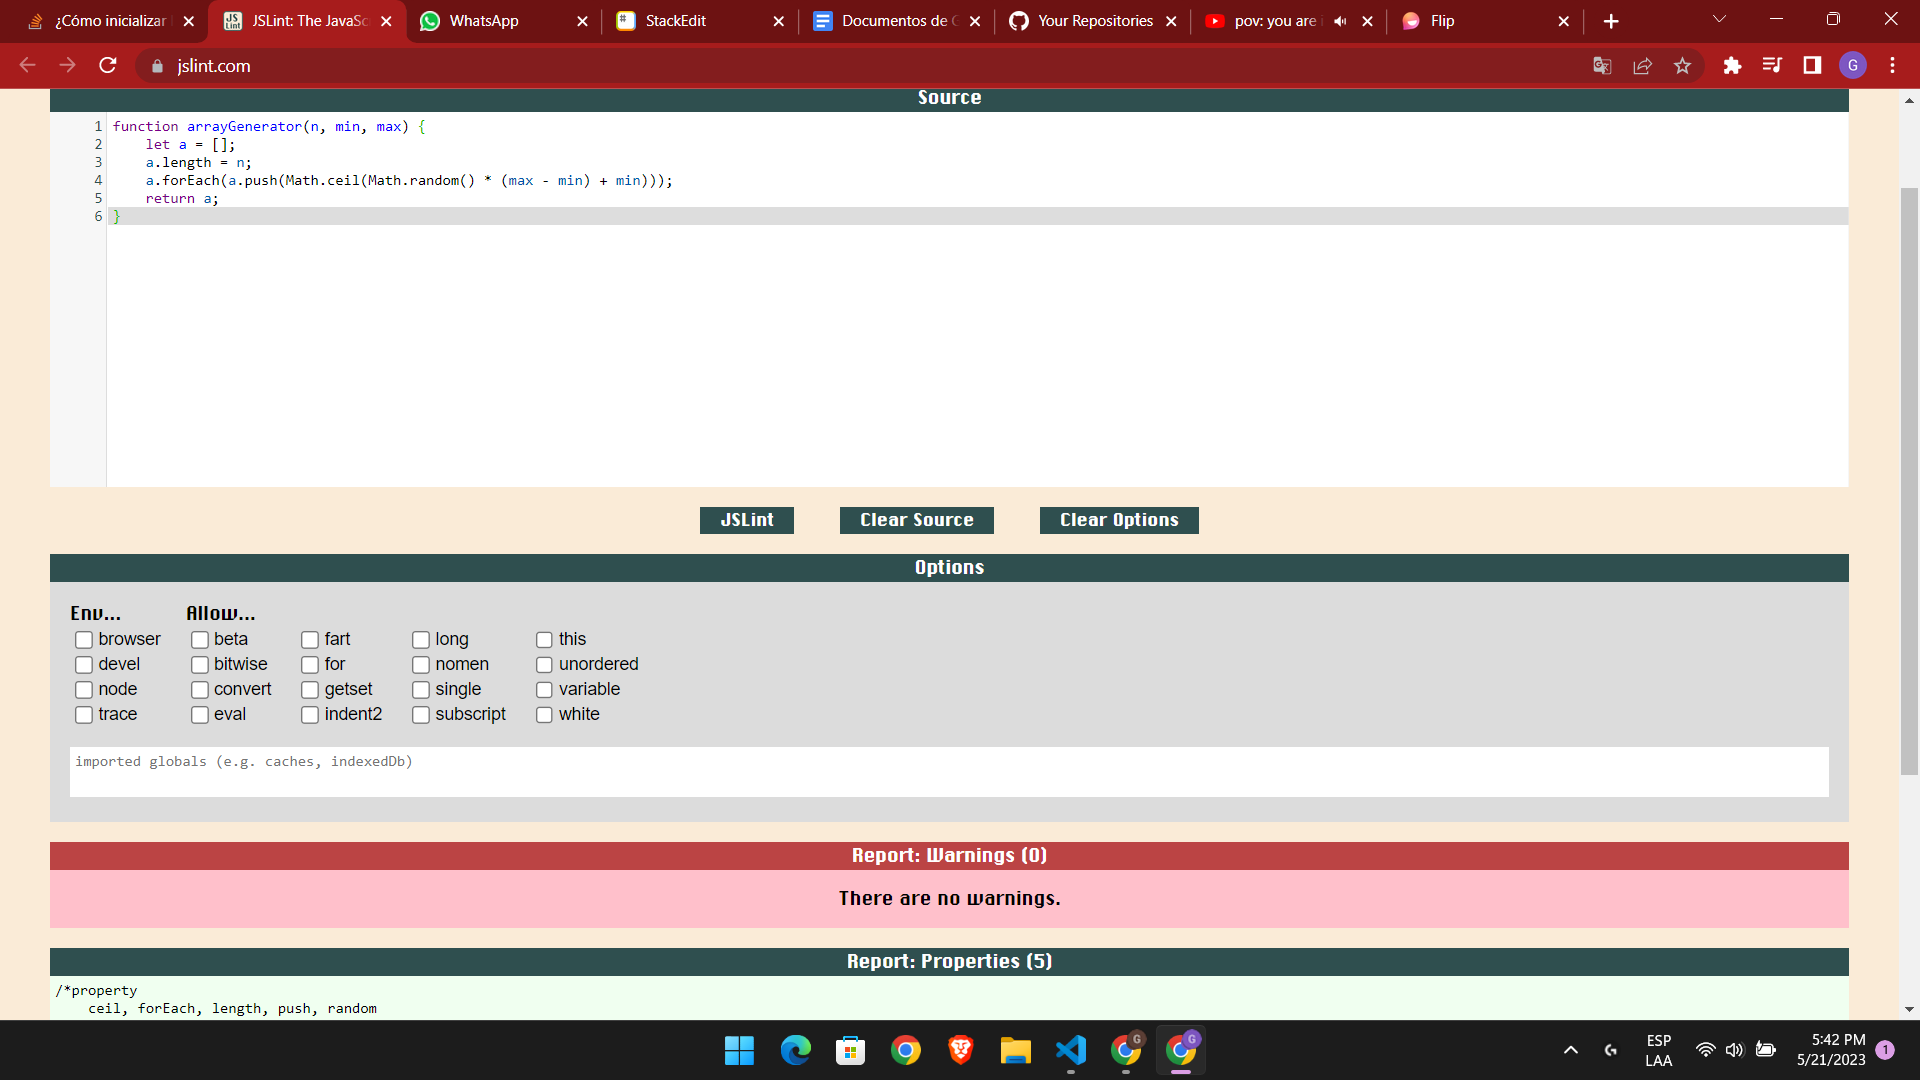 ¿Cómo inicializar
JSLint: The JavaSc
WhatsApp
StackEdit
Documentos de G
Your Repositories
pov: you are i
Flip
jslint.com
G
Source
1 function arrayGenerator(n, min, max) {
2 let a = [];
3 a.length = n;
4 a.forEach(a.push(Math.ceil(Math.random() * (max - min) + min)));
5 return a;
6 }
JSLint
Clear Source
Clear Options
Options
Env...
Allow...
browser
beta
fart
long
this
devel
bitwise
for
nomen
unordered
node
convert
getset
single
variable
trace
eval
indent2
subscript
white
imported globals (e.g. caches, indexedDb)
Report: Warnings (0)
There are no warnings.
Report: Properties (5)
/*property
ceil, forEach, length, push, random
G
G
ESP
LAA
5:42 PM
5/21/2023
1